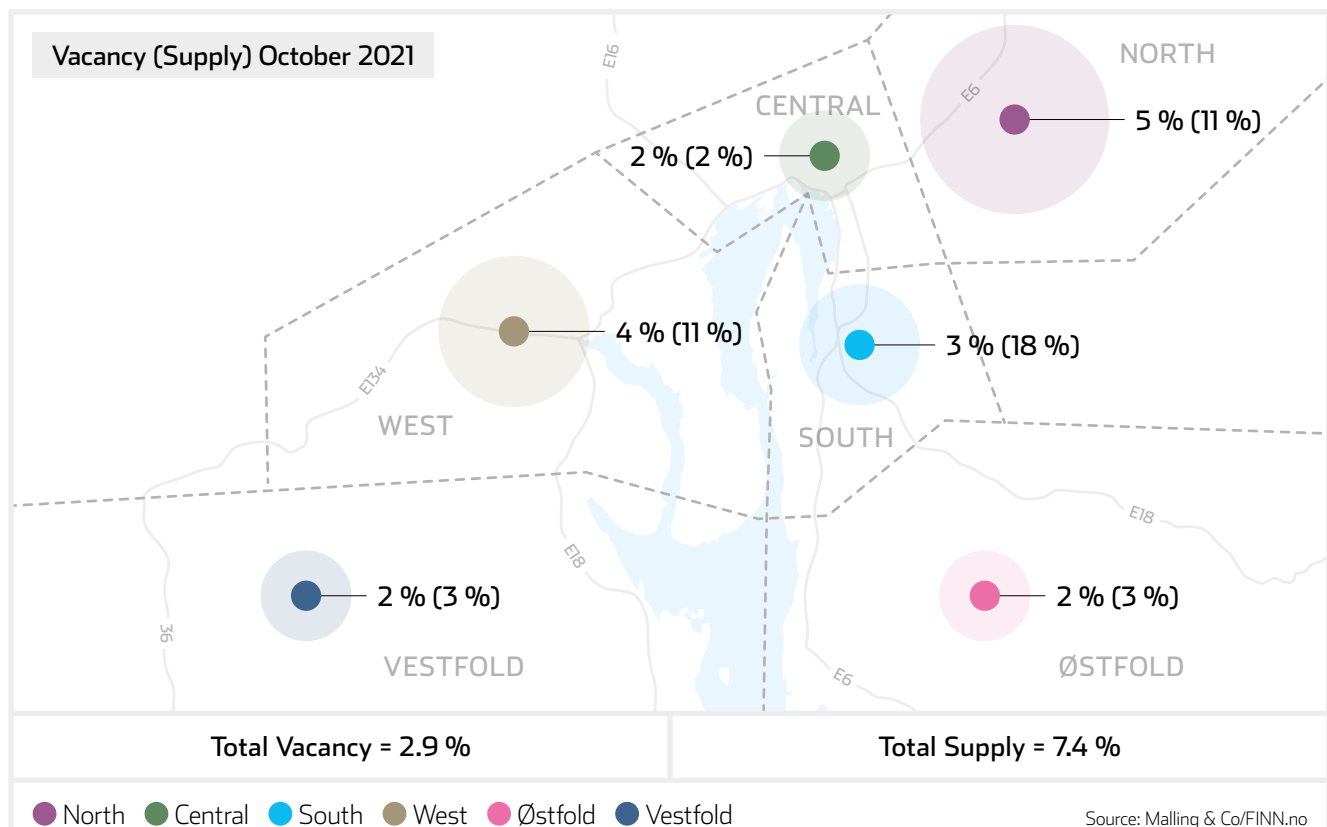 Vacancy (Supply) October 2021
E16
NORTH
CENTRAL
E6
5 % (11 %)
2 % (2 %)
4 % (11 %)
3 % (18 %)
E134
WEST
SOUTH
E18
E18
2 % (3 %)
2 % (3 %)
36
VESTFOLD
E6
ØSTFOLD
Total Vacancy = 2.9 %
Total Supply = 7.4 %
North Central South West Østfold Vestfold
Source: Malling & Co/FINN.no